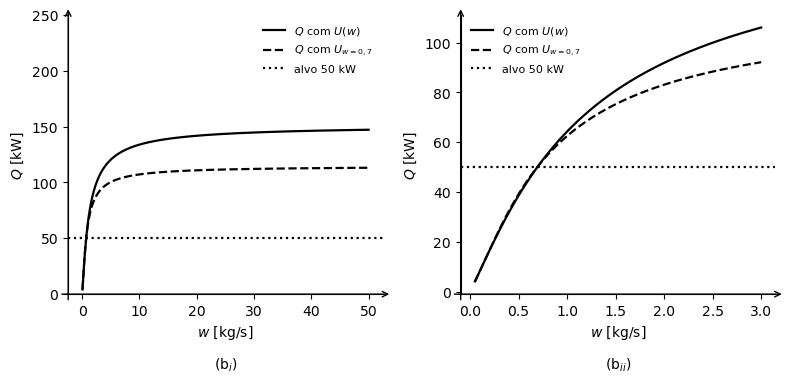 250
200
150
100
50
0
Q [kW]
Q com U(w)
Q com U_{w=0,7}
alvo 50 kW
0 10 20 30 40 50
w [kg/s]
(b_i)
100
80
60
40
20
0
Q [kW]
Q com U(w)
Q com U_{w=0,7}
alvo 50 kW
0.0 0.5 1.0 1.5 2.0 2.5 3.0
w [kg/s]
(b_{ii})